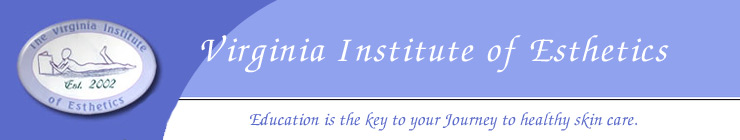 The Virginia Institute
Est. 2002
of Esthetics
Virginia Institute of Esthetics
Education is the key to your Journey to healthy skin care.